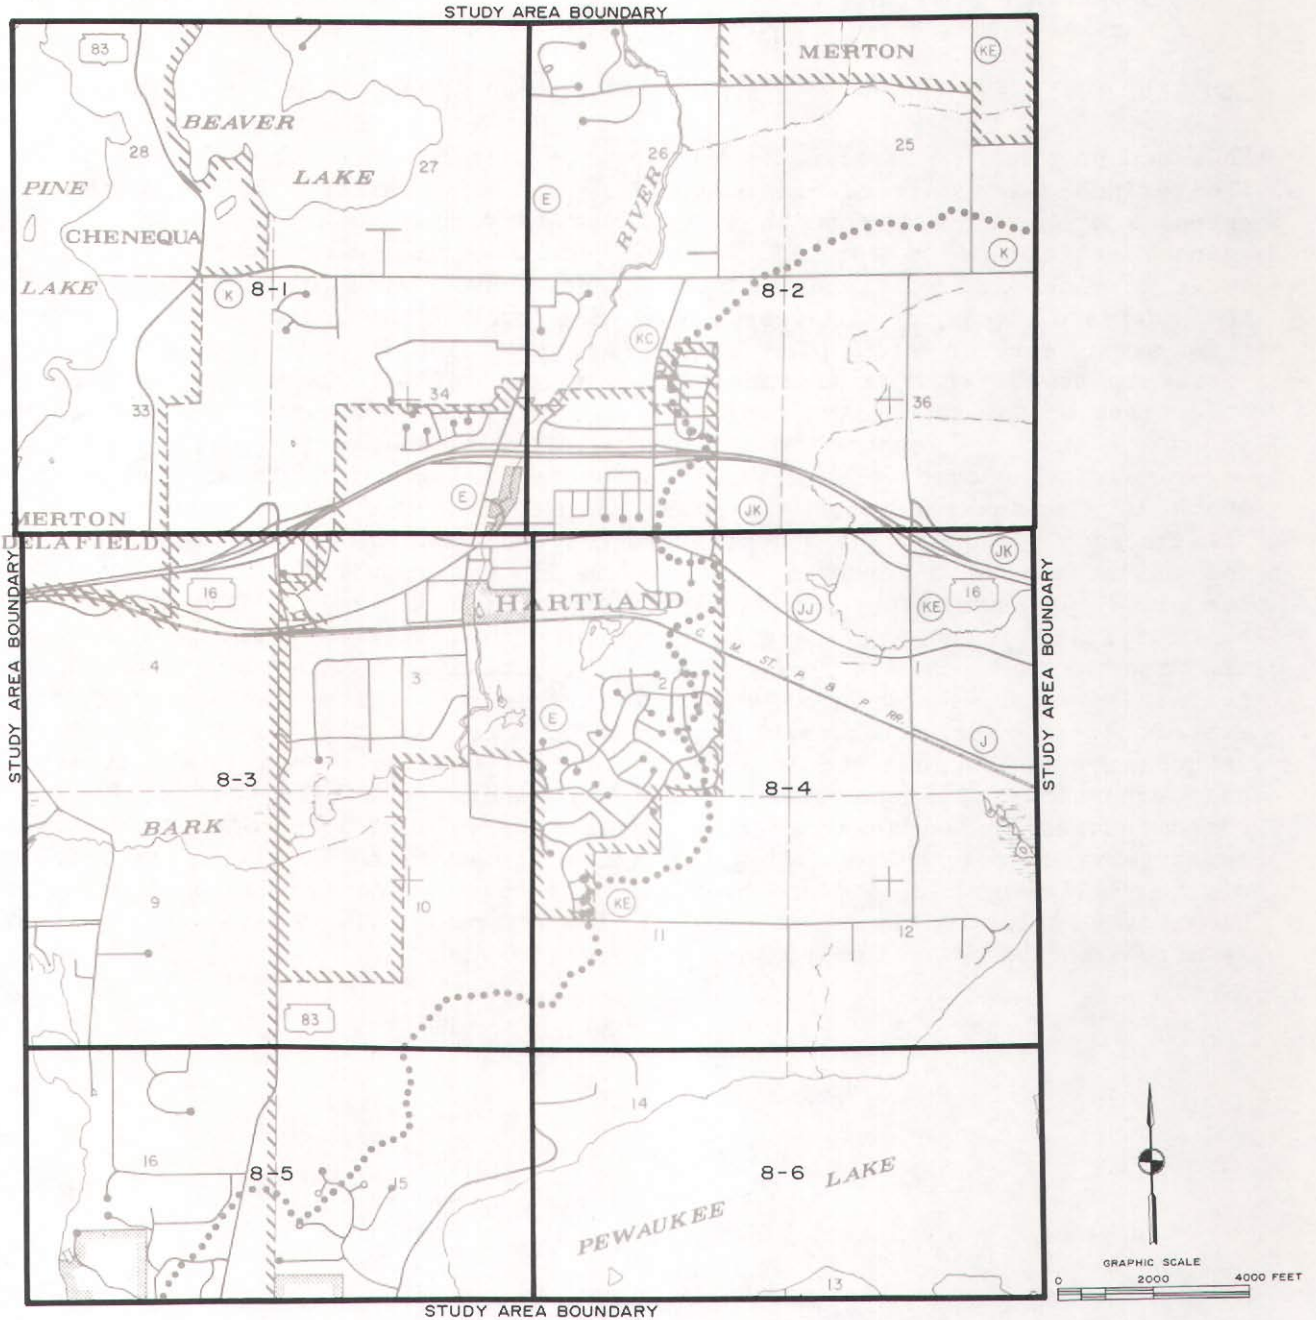 STUDY AREA BOUNDARY
83
MERTON
KE
BEAVER
28
LAKE
27
26
25
PINE
E
RIVER
CHENEQUA
K
LAKE
K
8-1
8-2
KC
33
34
36
E
JK
MERTON
DELAFIELD
JK
16
HARTLAND
JJ
KE
16
STUDY AREA BOUNDARY
STUDY AREA BOUNDARY
4
3
2
1
C. M. ST. P. & P. RR.
E
J
8-3
8-4
BARK
9
10
KE
11
12
83
14
16
8-5
15
8-6
LAKE
PEWAUKEE
13
GRAPHIC SCALE
0 2000 4000 FEET
STUDY AREA BOUNDARY